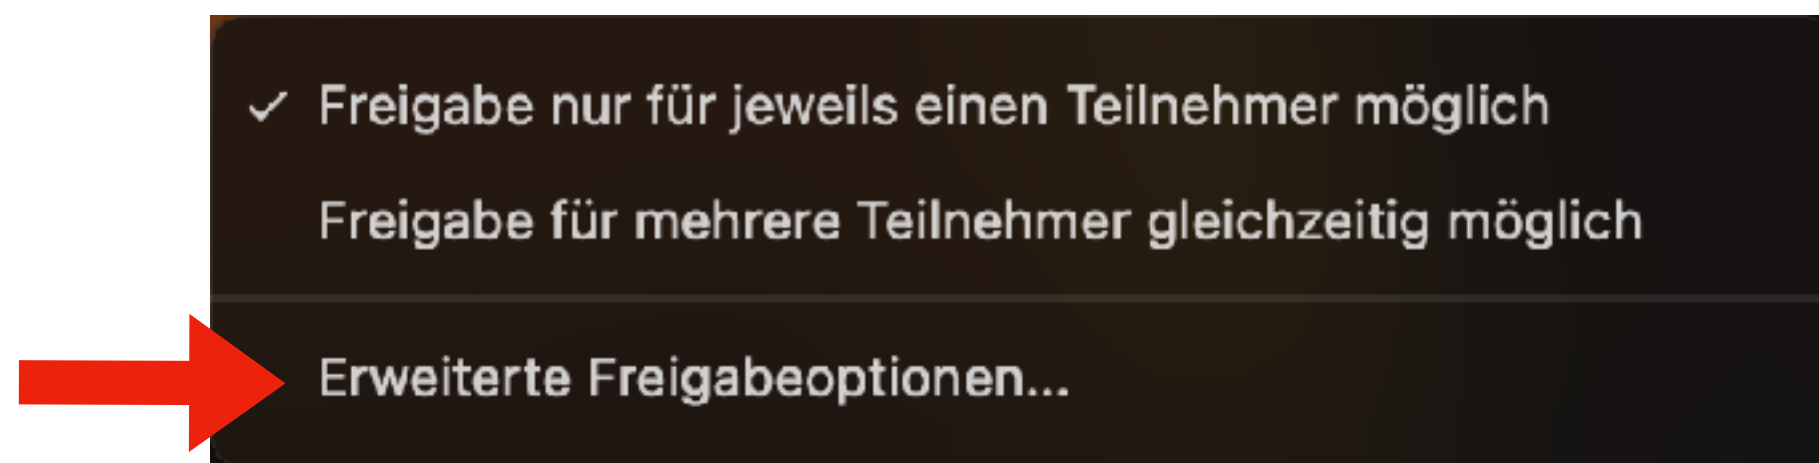 Freigabe nur für jeweils einen Teilnehmer möglich
Freigabe für mehrere Teilnehmer gleichzeitig möglich
Erweiterte Freigabeoptionen...